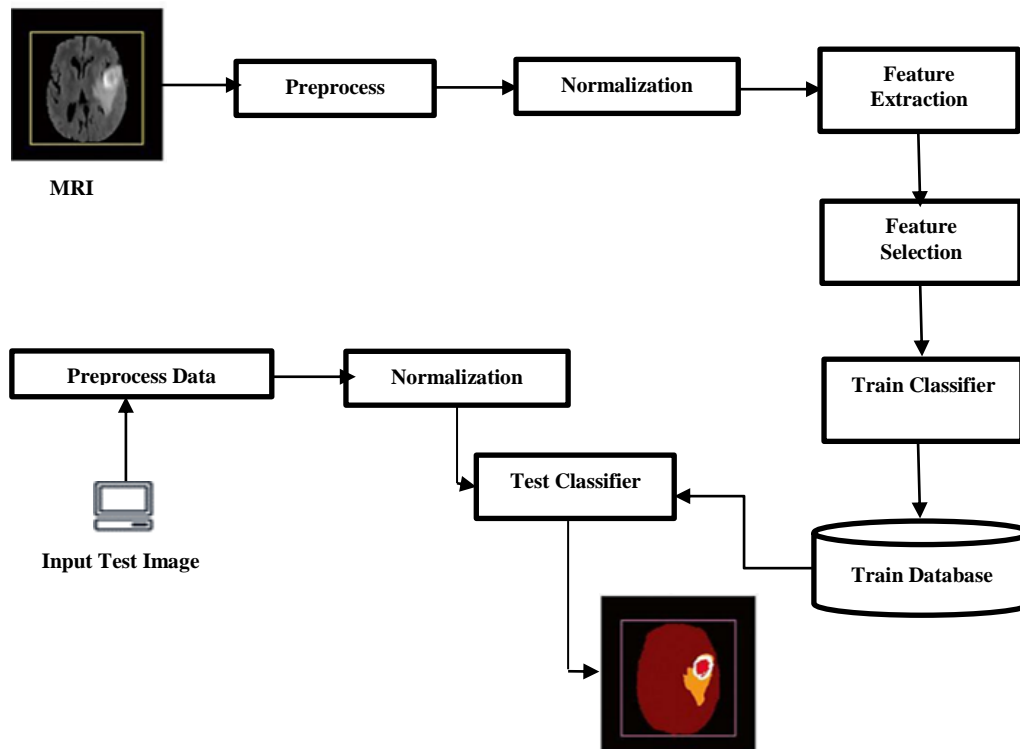 Preprocess
Normalization
Feature
Extraction
MRI
Feature
Selection
Preprocess Data
Normalization
Train Classifier
Test Classifier
Input Test Image
Train Database